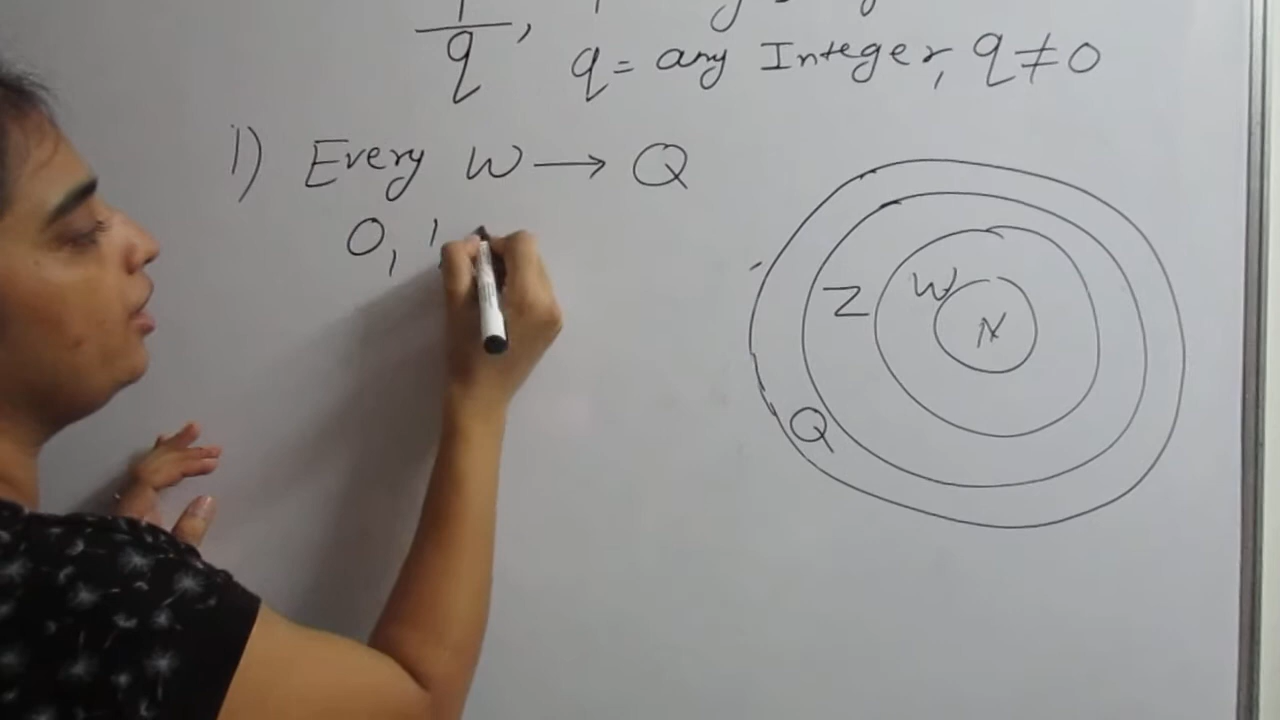 q, q = any Integer, q ≠ 0
1) Every W → Q
0, 1
W
Z
N
Q